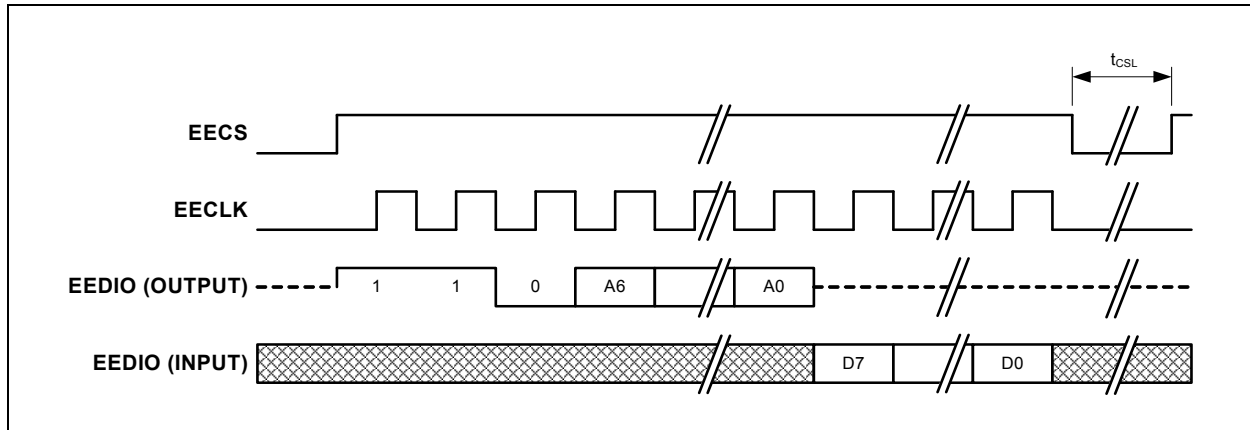 tCSL
EECS
EECLK
EEDIO (OUTPUT) 1 1 0 A6 A0
EEDIO (INPUT) D7 D0